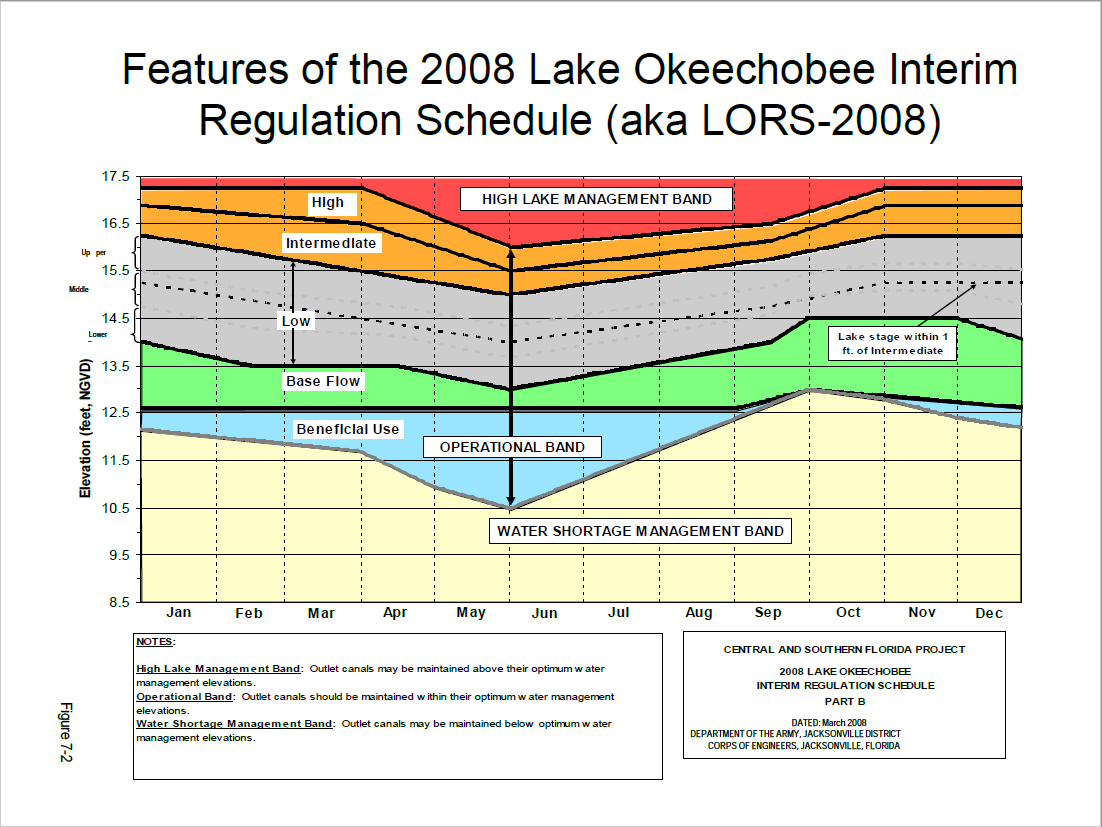 Features of the 2008 Lake Okeechobee Interim
Regulation Schedule (aka LORS-2008)
17.5
16.5
15.5
14.5
13.5
12.5
11.5
10.5
9.5
8.5
Elevation (feet, NGVD)
Up per
Middle
Lower
HIGH LAKE MANAGEMENT BAND
High
Intermediate
Low
Lake stage within 1
ft. of Intermediate
Base Flow
Beneficial Use
OPERATIONAL BAND
WATER SHORTAGE MANAGEMENT BAND
Jan Feb Mar Apr May Jun Jul Aug Sep Oct Nov Dec
NOTES:
High Lake Management Band: Outlet canals may be maintained above their optimum water
management elevations.
Operational Band: Outlet canals should be maintained within their optimum water management
elevations.
Water Shortage Management Band: Outlet canals may be maintained below optimum water
management elevations.
CENTRAL AND SOUTHERN FLORIDA PROJECT
2008 LAKE OKEECHOBEE
INTERIM REGULATION SCHEDULE
PART B
DATED: March 2008
DEPARTMENT OF THE ARMY, JACKSONVILLE DISTRICT
CORPS OF ENGINEERS, JACKSONVILLE, FLORIDA
Figure 7-2